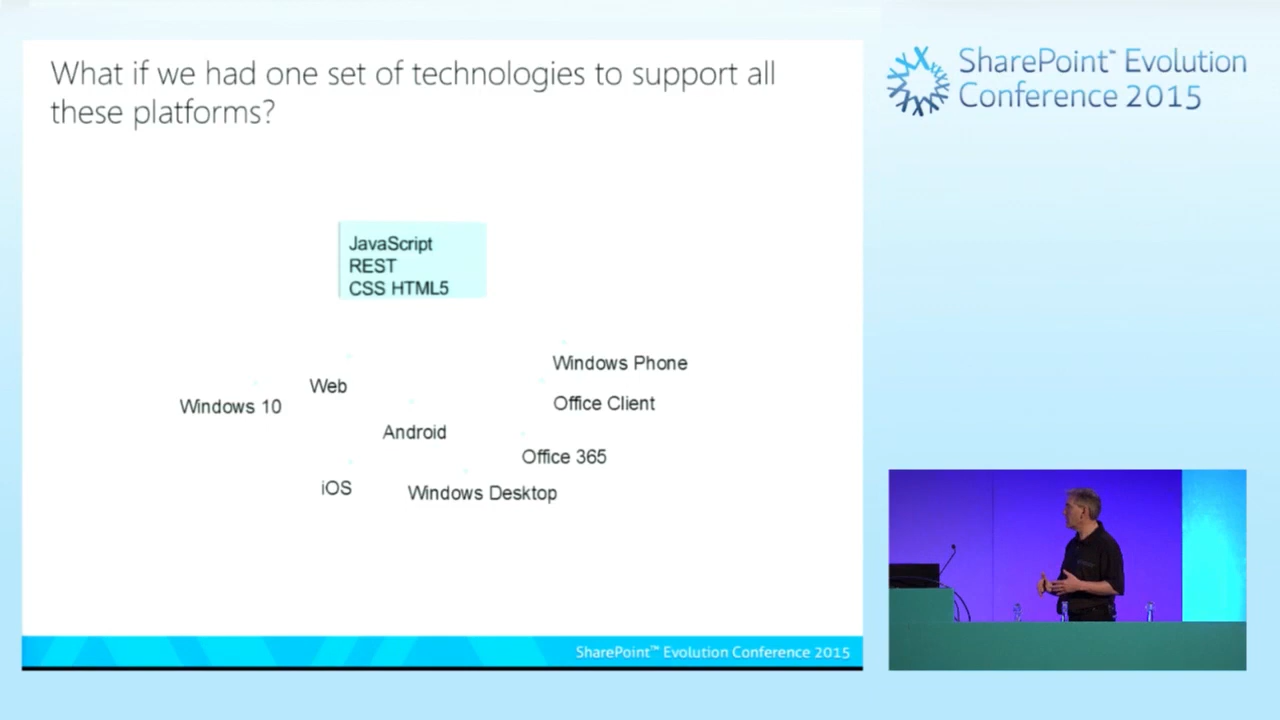 What if we had one set of technologies to support all
these platforms?
SharePoint™ Evolution
Conference 2015
JavaScript
REST
CSS HTML5
Windows Phone
Web
Office Client
Windows 10
Android
Office 365
iOS
Windows Desktop
SharePoint™ Evolution Conference 2015